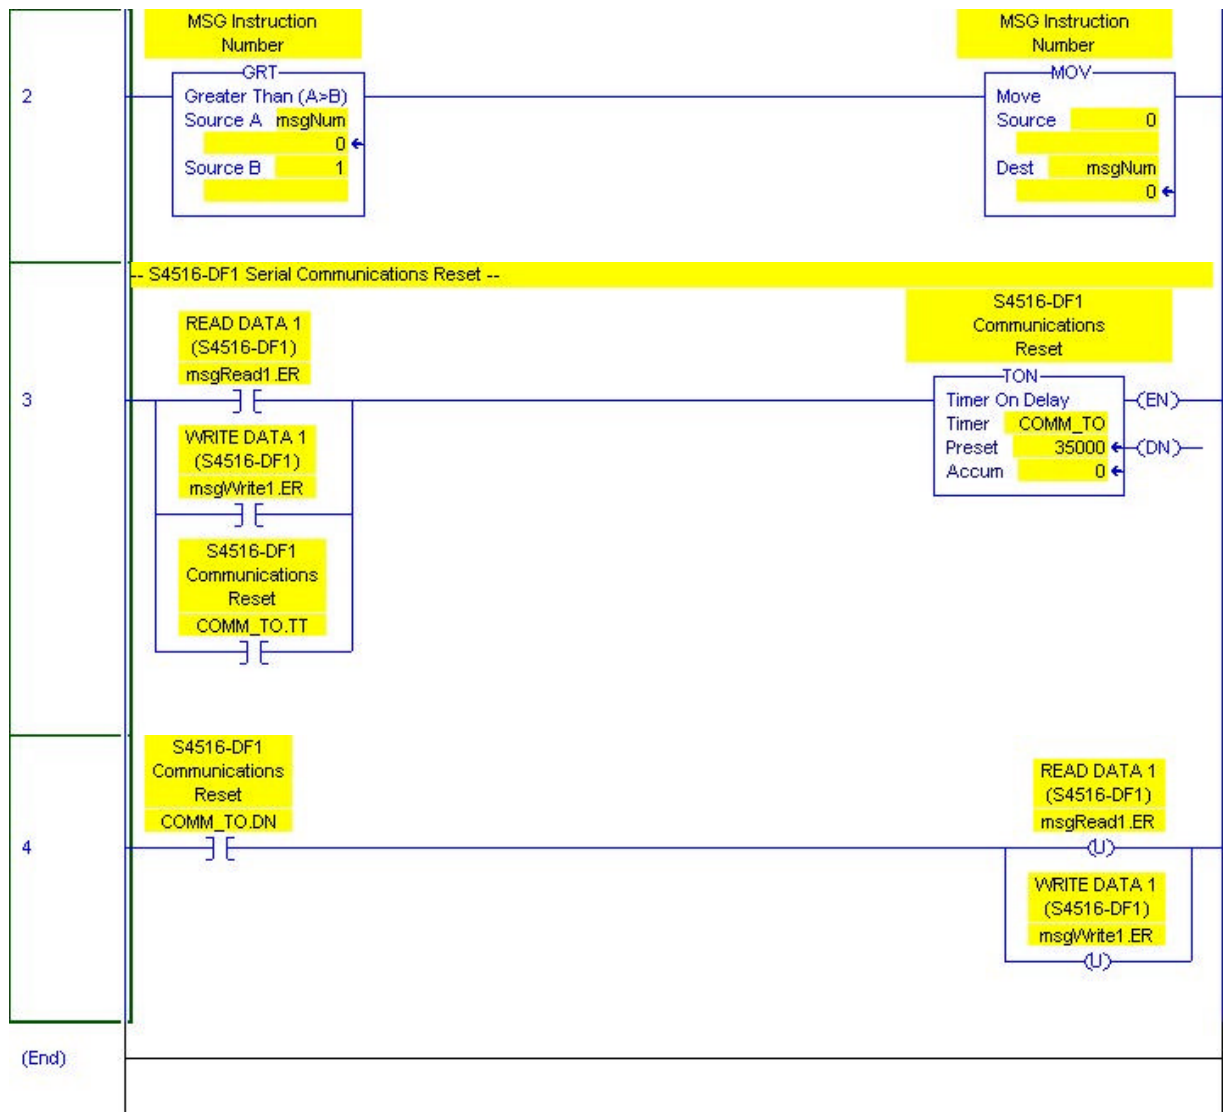 MSG Instruction
Number
MSG Instruction
Number
GRT
MOV
2
Greater Than (A>B)
Move
Source A msgNum
Source 0
0
Source B 1
Dest msgNum
0
-- S4516-DF1 Serial Communications Reset --
S4516-DF1
Communications
Reset
READ DATA 1
(S4516-DF1)
msgRead1.ER
TON
3
Timer On Delay
(EN)
Timer COMM_TO
Preset 35000
(DN)
Accum 0
WRITE DATA 1
(S4516-DF1)
msgWrite1.ER
S4516-DF1
Communications
Reset
COMM_TO.TT
S4516-DF1
Communications
Reset
COMM_TO.DN
READ DATA 1
(S4516-DF1)
msgRead1.ER
4
(U)
WRITE DATA 1
(S4516-DF1)
msgWrite1.ER
(U)
(End)